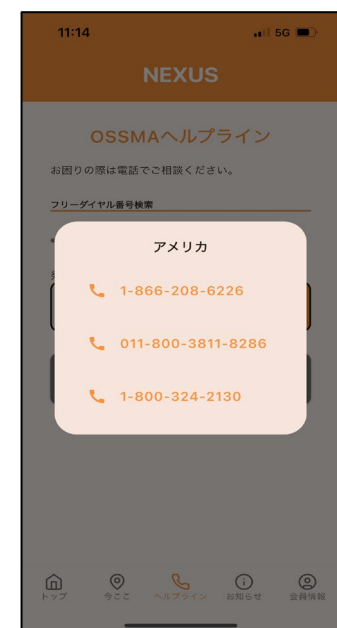 11:14
5G
NEXUS
OSSMAヘルプライン
お困りの際は電話でご相談ください。
フリーダイヤル番号検索
アメリカ
1-866-208-6226
011-800-3811-8286
1-800-324-2130
トップ
今ここ
ヘルプライン
お知らせ
会員情報